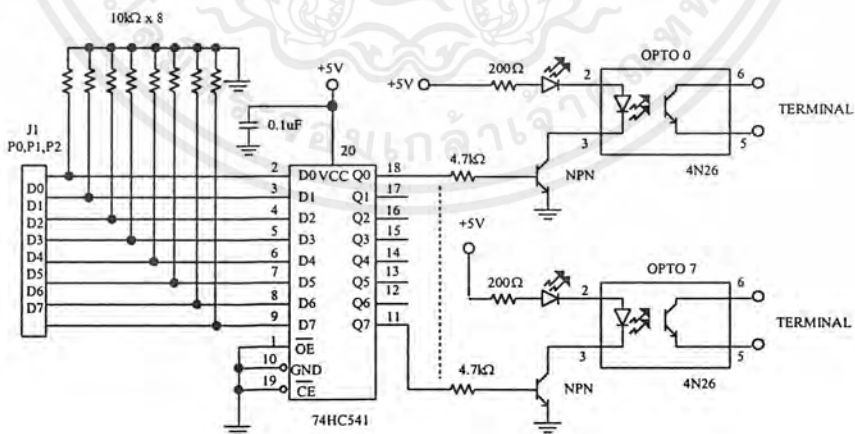 10kΩ x 8
+5V
0.1uF
J1
P0,P1,P2
D0
D1
D2
D3
D4
D5
D6
D7
2
3
4
5
6
7
8
9
1
10
19
20
D0 VCC Q0
D1 Q1
D2 Q2
D3 Q3
D4 Q4
D5 Q5
D6 Q6
D7 Q7
OE
GND
CE
74HC541
18
17
16
15
14
13
12
11
+5V
200Ω
2
OPTO 0
6
TERMINAL
5
3
4N26
4.7kΩ
NPN
+5V
200Ω
2
OPTO 7
6
TERMINAL
5
3
4N26
4.7kΩ
NPN